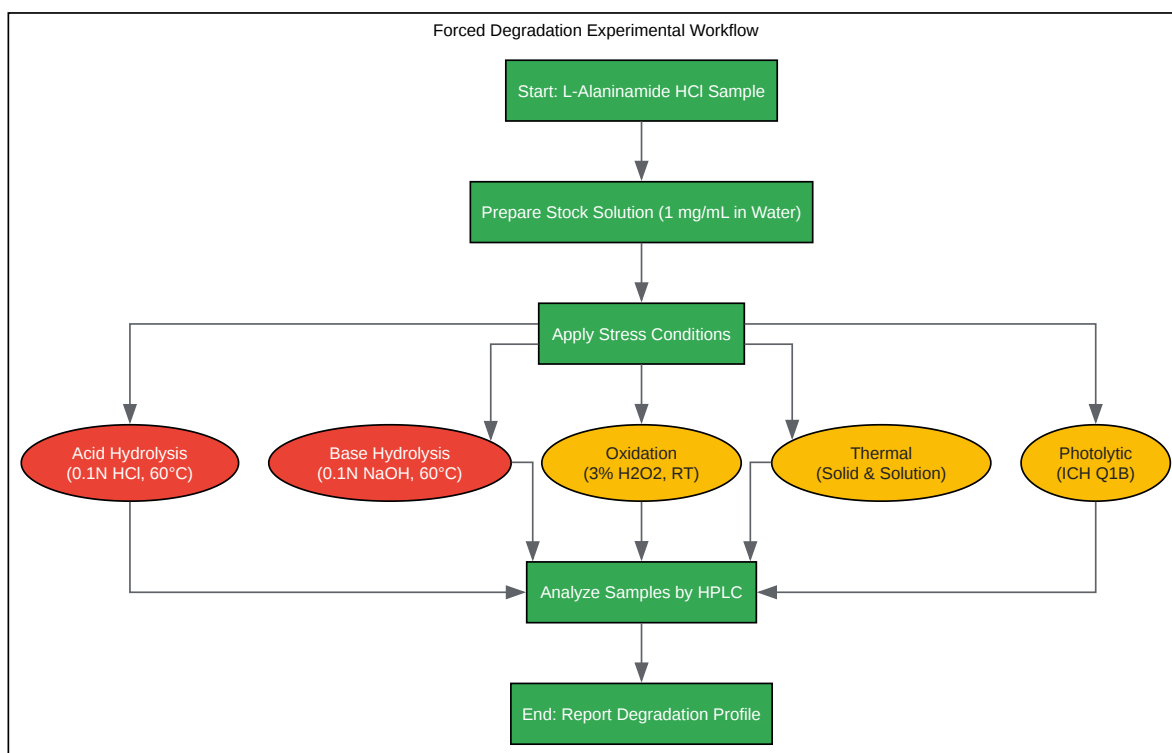 Forced Degradation Experimental Workflow
Start: L-Alaninamide HCl Sample
Prepare Stock Solution (1 mg/mL in Water)
Apply Stress Conditions
Acid Hydrolysis
(0.1N HCl, 60°C)
Base Hydrolysis
(0.1N NaOH, 60°C)
Oxidation
(3% H2O2, RT)
Thermal
(Solid & Solution)
Photolytic
(ICH Q1B)
Analyze Samples by HPLC
End: Report Degradation Profile